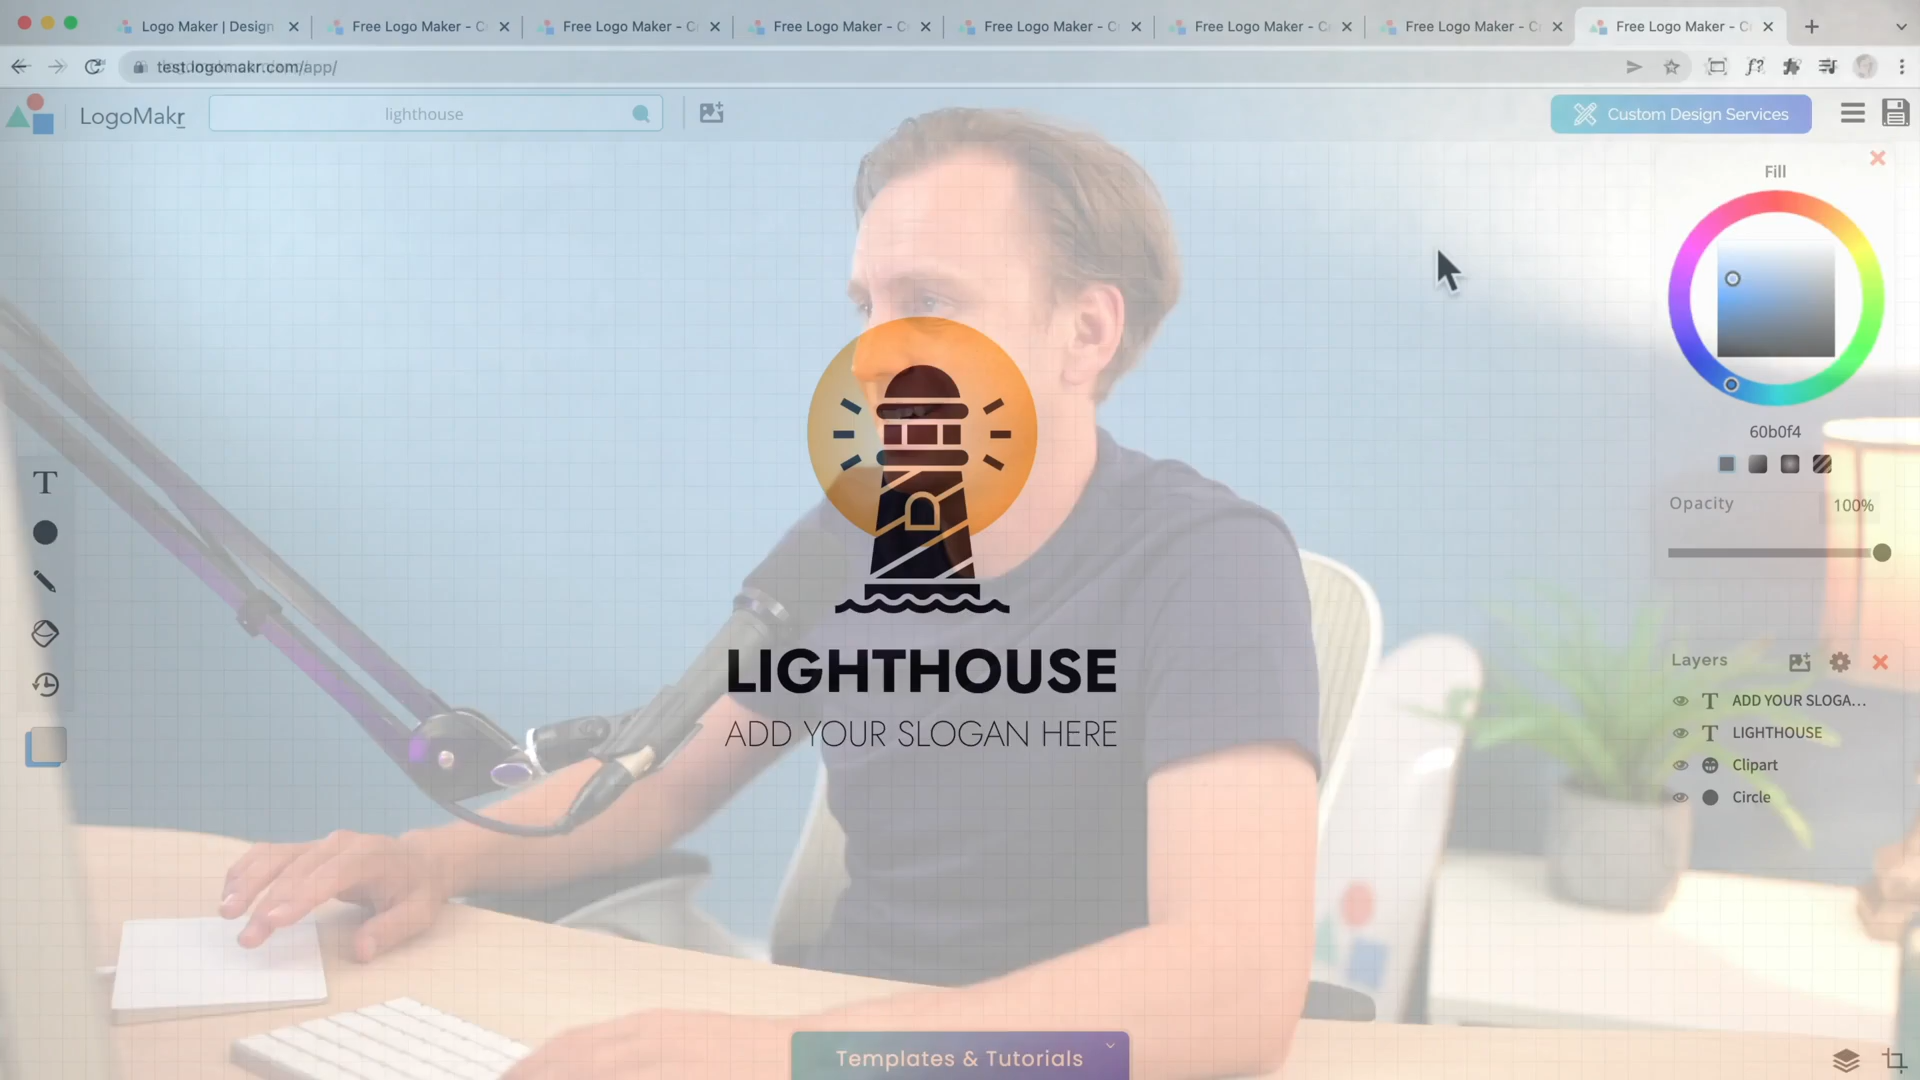 Logo Maker | Design
Free Logo Maker - C
Free Logo Maker - C
Free Logo Maker - C
Free Logo Maker - C
Free Logo Maker - C
Free Logo Maker - C
Free Logo Maker - C
test.logomakr.com/app/
LogoMakr
lighthouse
Custom Design Services
Fill
60b0f4
Opacity
100%
LIGHTHOUSE
ADD YOUR SLOGAN HERE
Layers
T ADD YOUR SLOGA...
T LIGHTHOUSE
Clipart
Circle
T
Templates & Tutorials